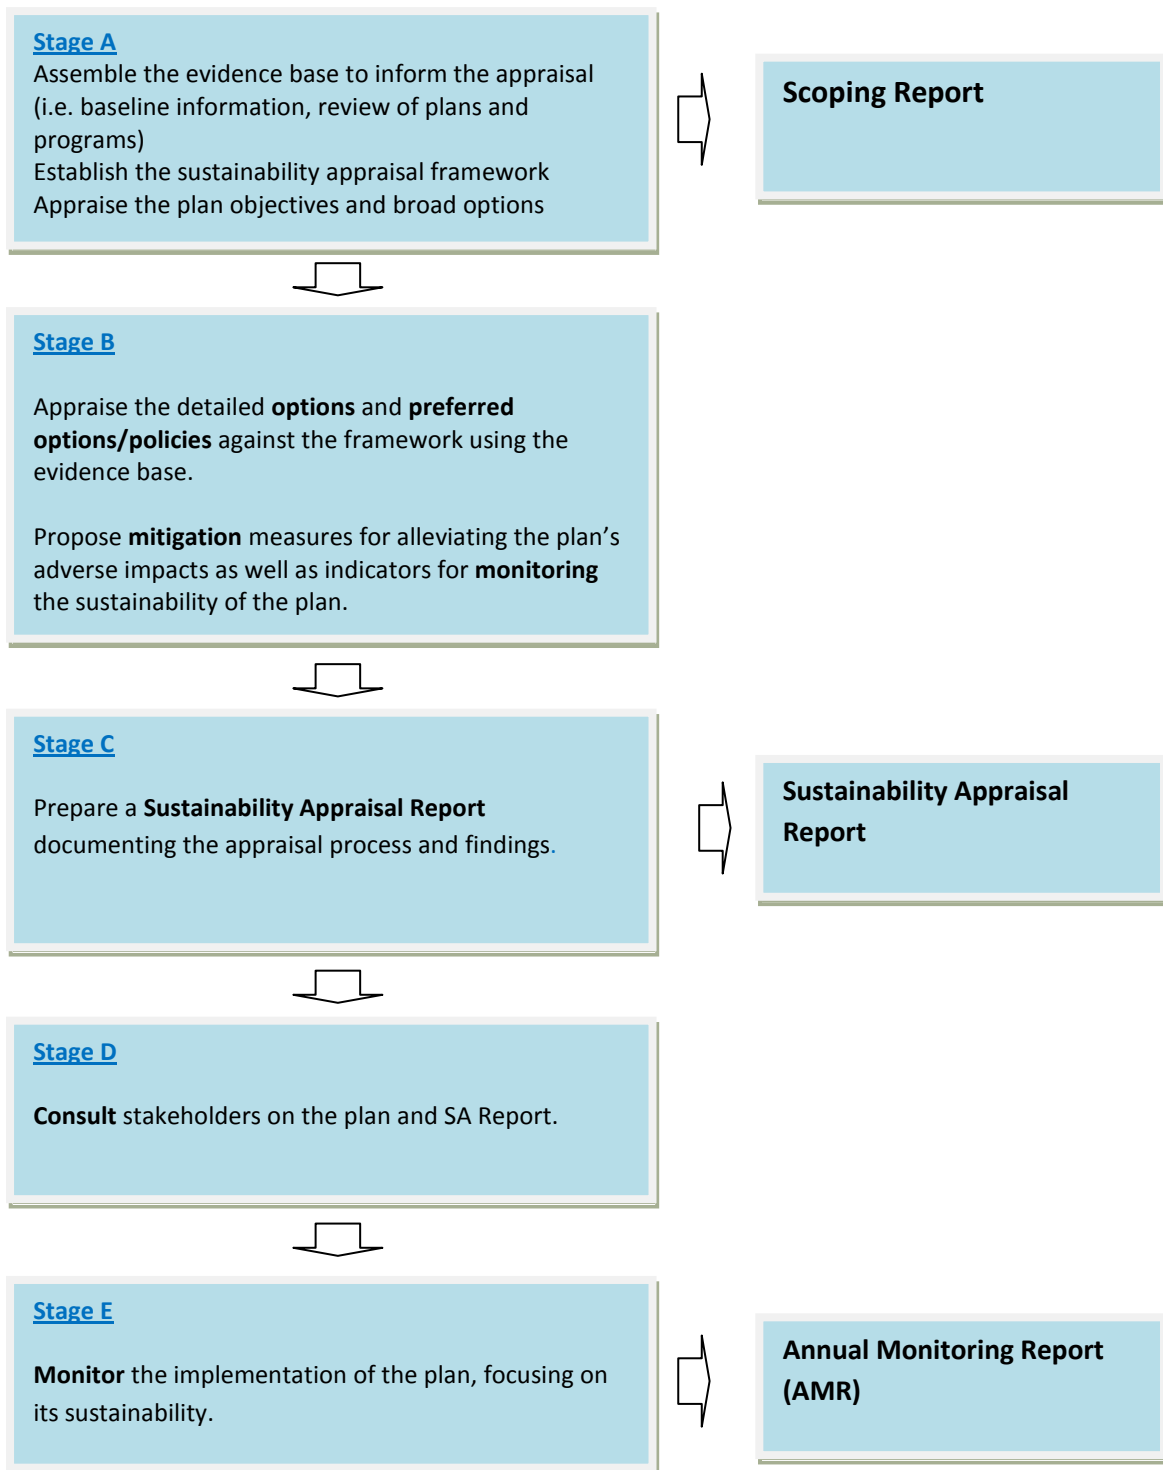 Stage A
Assemble the evidence base to inform the appraisal
(i.e. baseline information, review of plans and
programs)
Establish the sustainability appraisal framework
Appraise the plan objectives and broad options
Scoping Report
Stage B
Appraise the detailed options and preferred
options/policies against the framework using the
evidence base.
Propose mitigation measures for alleviating the plan’s
adverse impacts as well as indicators for monitoring
the sustainability of the plan.
Stage C
Prepare a Sustainability Appraisal Report
documenting the appraisal process and findings.
Sustainability Appraisal
Report
Stage D
Consult stakeholders on the plan and SA Report.
Stage E
Monitor the implementation of the plan, focusing on
its sustainability.
Annual Monitoring Report
(AMR)